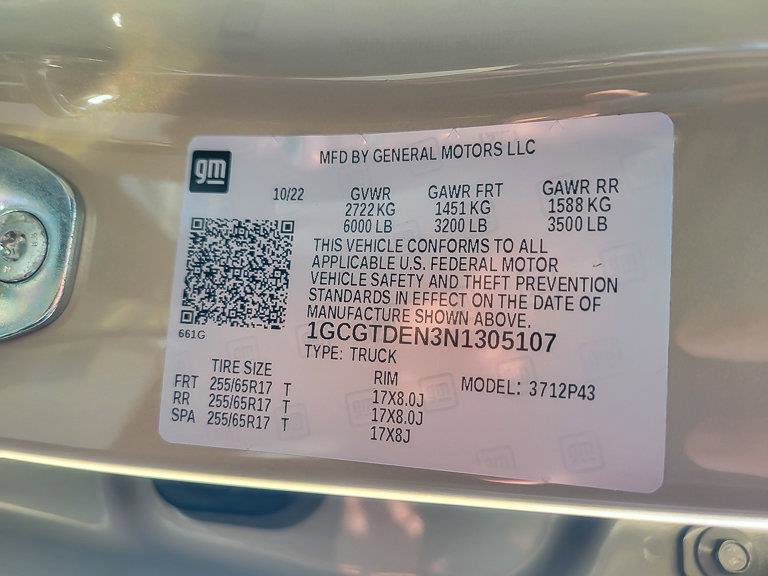 gm
MFD BY GENERAL MOTORS LLC
10/22 GVWR GAWR FRT GAWR RR
2722 KG 1451 KG 1588 KG
6000 LB 3200 LB 3500 LB
THIS VEHICLE CONFORMS TO ALL
APPLICABLE U.S. FEDERAL MOTOR
VEHICLE SAFETY AND THEFT PREVENTION
STANDARDS IN EFFECT ON THE DATE OF
MANUFACTURE SHOWN ABOVE.
661G
1GCGTDEN3N1305107
TYPE: TRUCK
TIRE SIZE RIM MODEL: 3712P43
FRT 255/65R17 T 17X8.0J
RR 255/65R17 T 17X8.0J
SPA 255/65R17 T 17X8J